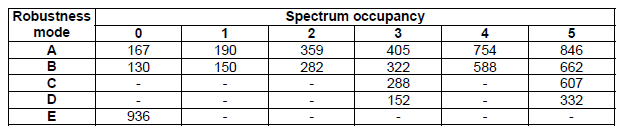 Robustness mode Spectrum occupancy
0 1 2 3 4 5
A 167 190 359 405 754 846
B 130 150 282 322 588 662
C - - - 288 - 607
D - - - 152 - 332
E 936 - - - - -